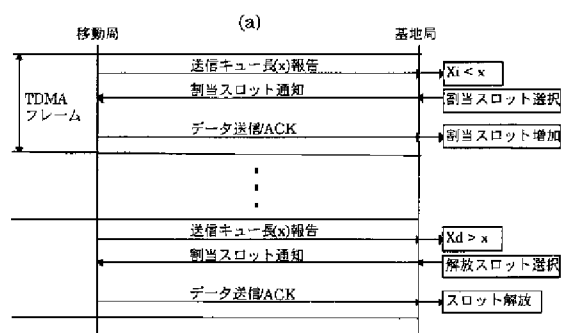 (a)
移動局
基地局
送信キュー長(x)報告
Xi < x
割当スロット通知
割当スロット選択
TDMA
フレーム
データ送信/ACK
割当スロット増加
送信キュー長(x)報告
Xd > x
割当スロット通知
解放スロット選択
データ送信/ACK
スロット解放